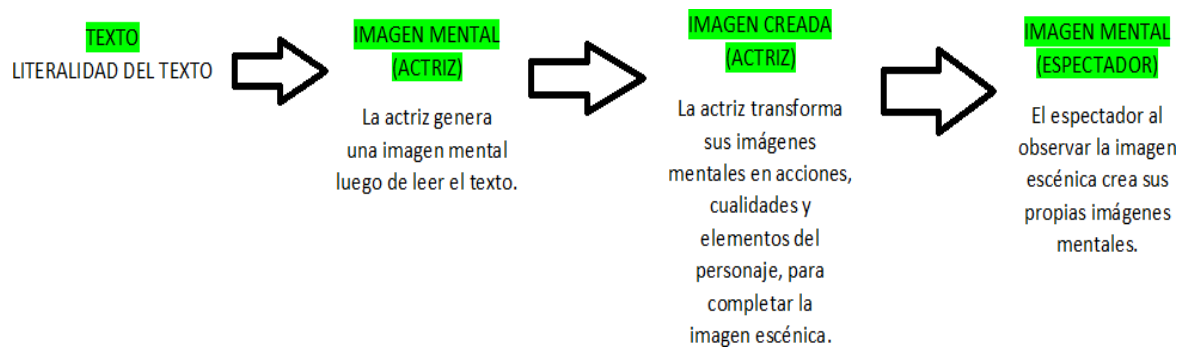 TEXTO
LITERALIDAD DEL TEXTO
IMAGEN MENTAL
(ACTRIZ)
La actriz genera
una imagen mental
luego de leer el texto.
IMAGEN CREADA
(ACTRIZ)
La actriz transforma
sus imágenes
mentales en acciones,
cualidades y
elementos del
personaje, para
completar la
imagen escénica.
IMAGEN MENTAL
(ESPECTADOR)
El espectador al
observar la imagen
escénica crea sus
propias imágenes
mentales.